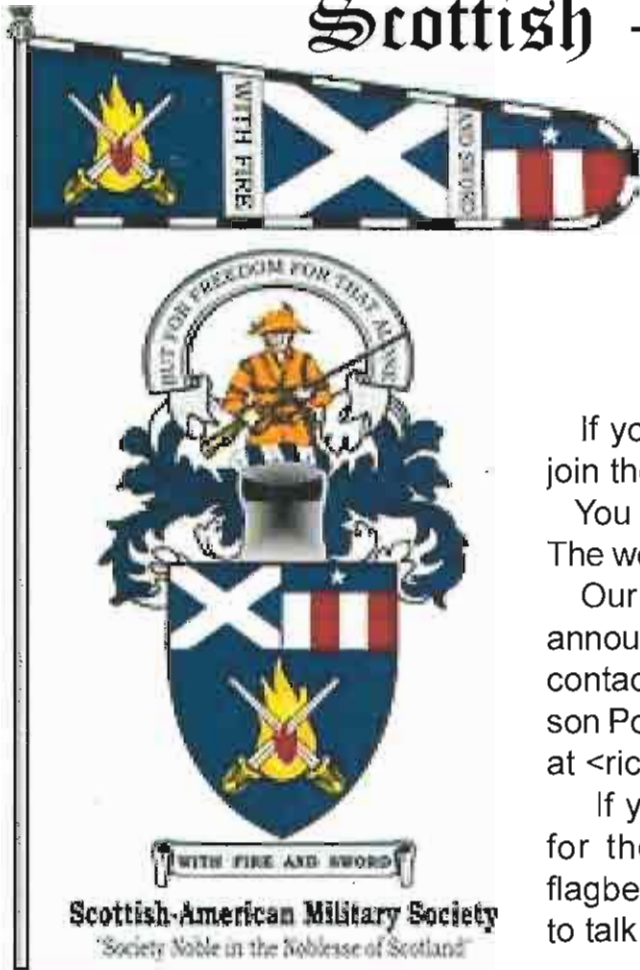 Scottish -
WITH FIRE
AND SWORD
BUT FOR FREEDOM FOR THAT ALONE
If yo
join the
You
The we
Our
annou
contac
son Po
at <ric
If y
for the
flagbe
to talk
WITH FIRE AND SWORD
Scottish-American Military Society
"Society Noble in the Noblesse of Scotland"